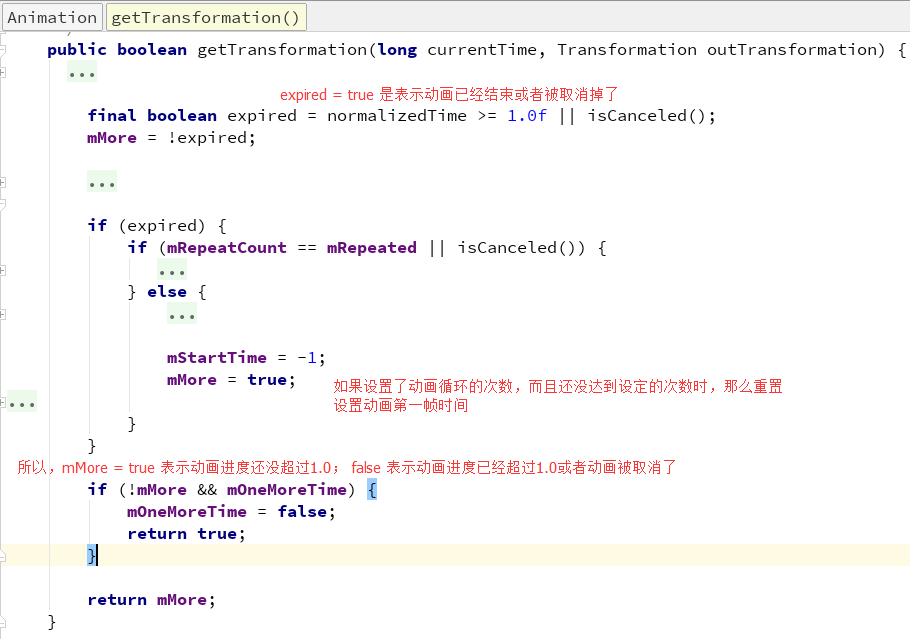 Animation getTransformation()
public boolean getTransformation(long currentTime, Transformation outTransformation) {
...
expired = true 是表示动画已经结束或者被取消掉了
final boolean expired = normalizedTime >= 1.0f || isCanceled();
mMore = !expired;
...
if (expired) {
if (mRepeatCount == mRepeated || isCanceled()) {
...
} else {
...
mStartTime = -1;
mMore = true;
如果设置了动画循环的次数，而且还没达到设定的次数时，那么重置
设置动画第一帧时间
...
}
}
所以，mMore = true 表示动画进度还没超过1.0； false 表示动画进度已经超过1.0或者动画被取消了
if (!mMore && mOneMoreTime) {
mOneMoreTime = false;
return true;
}
return mMore;
}